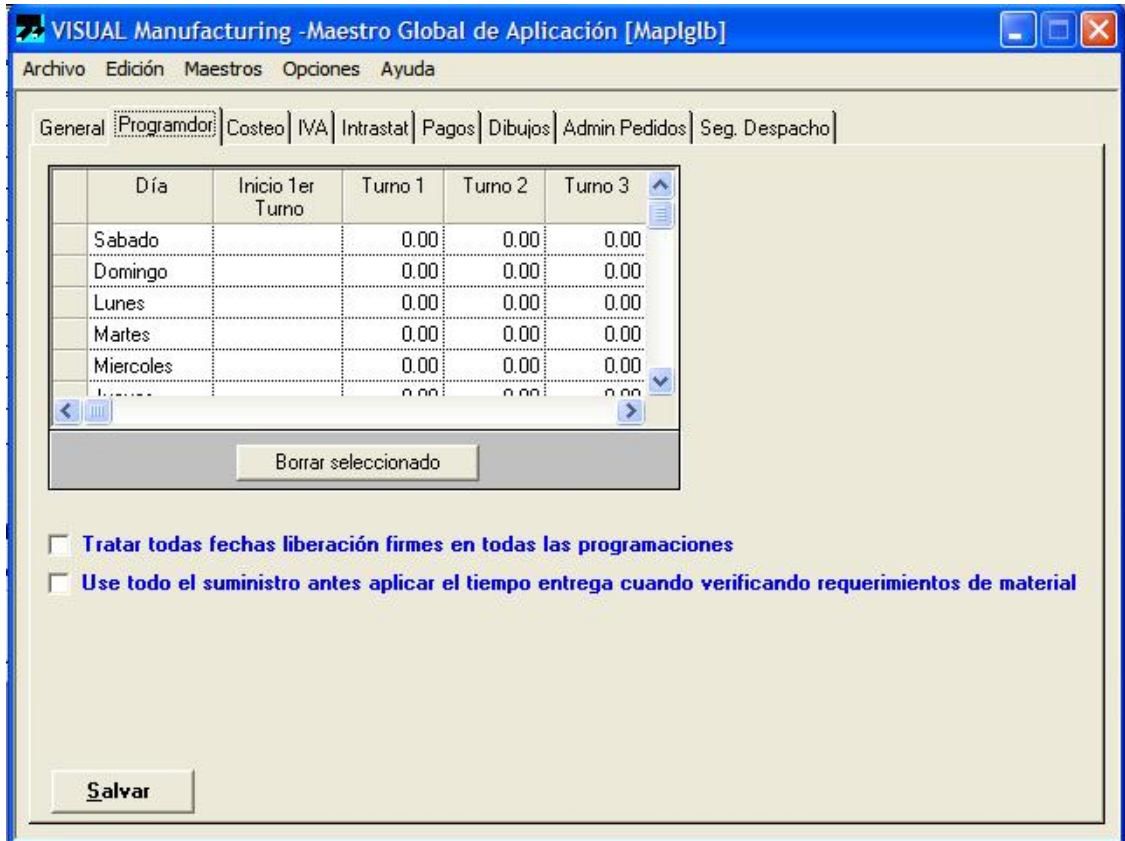 VISUAL Manufacturing -Maestro Global de Aplicación [Maplglb]
Archivo Edición Maestros Opciones Ayuda
General Programdor Costeo IVA Intrastat Pagos Dibujos Admin Pedidos Seg. Despacho
Día Inicio 1er Turno Turno 1 Turno 2 Turno 3
Sabado 0.00 0.00 0.00
Domingo 0.00 0.00 0.00
Lunes 0.00 0.00 0.00
Martes 0.00 0.00 0.00
Miercoles 0.00 0.00 0.00
Borrar seleccionado
Tratar todas fechas liberación firmes en todas las programaciones
Use todo el suministro antes aplicar el tiempo entrega cuando verificando requerimientos de material
Salvar